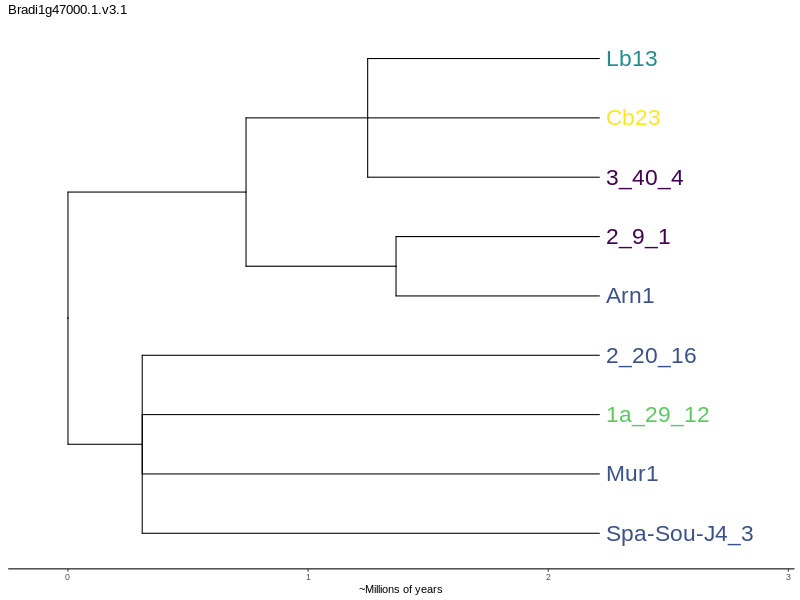 Bradi1g47000.1.v3.1
Lb13
Cb23
3_40_4
2_9_1
Arn1
2_20_16
1a_29_12
Mur1
Spa-Sou-J4_3
0 1 2 3
~Millions of years